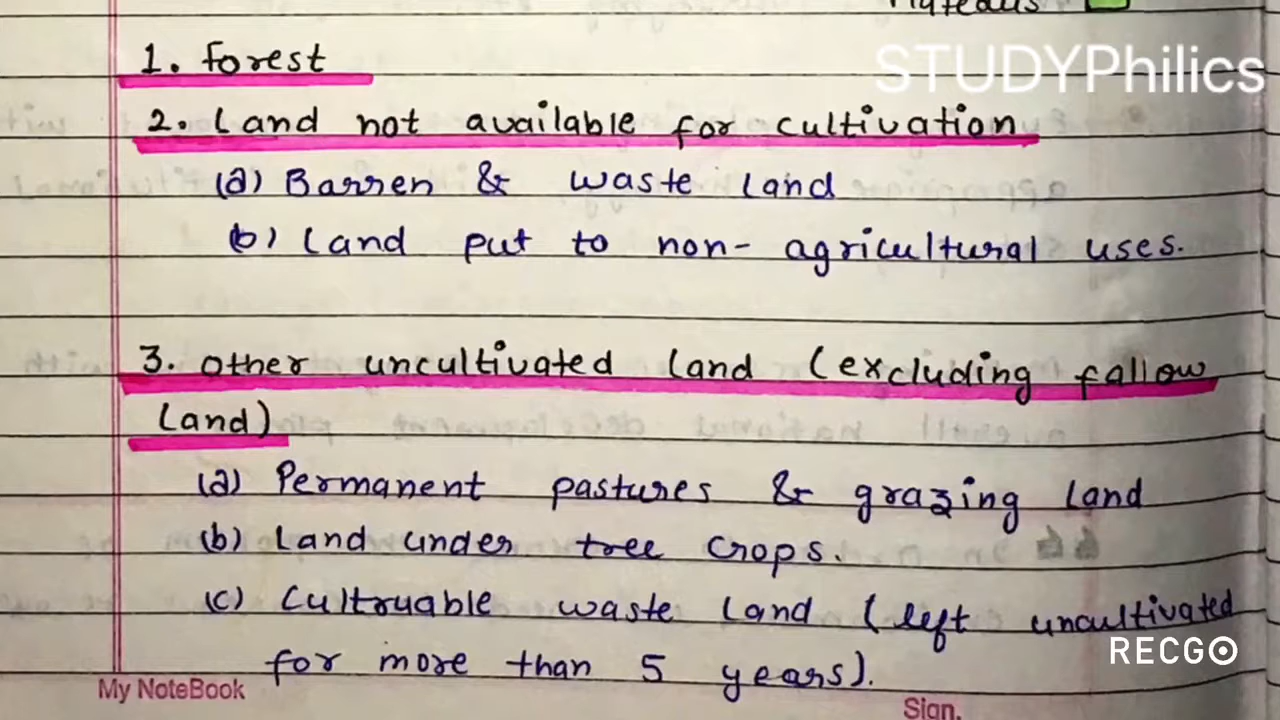 STUDYPhilics
1. Forest
2. Land not available for cultivation
(a) Barren & waste land
(b) Land put to non- agricultural uses.
3. Other uncultivated land (excluding fallow
land)
(a) Permanent pastures & grazing land
(b) Land under tree crops.
(c) Cultruable waste land (left uncultivated
for more than 5 years).
RECGO
My NoteBook
Sign.